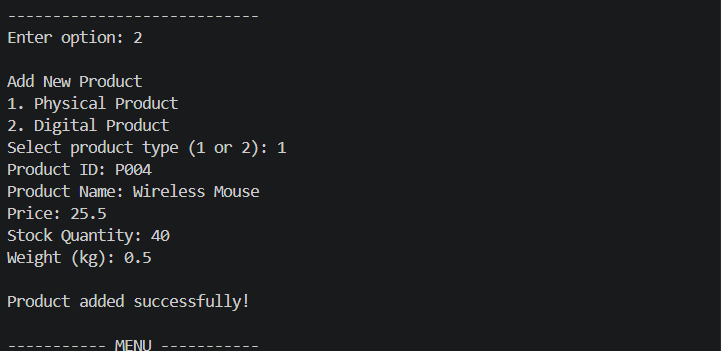 ----------------------------
Enter option: 2
Add New Product
1. Physical Product
2. Digital Product
Select product type (1 or 2): 1
Product ID: P004
Product Name: Wireless Mouse
Price: 25.5
Stock Quantity: 40
Weight (kg): 0.5
Product added successfully!
----------- MENU -----------